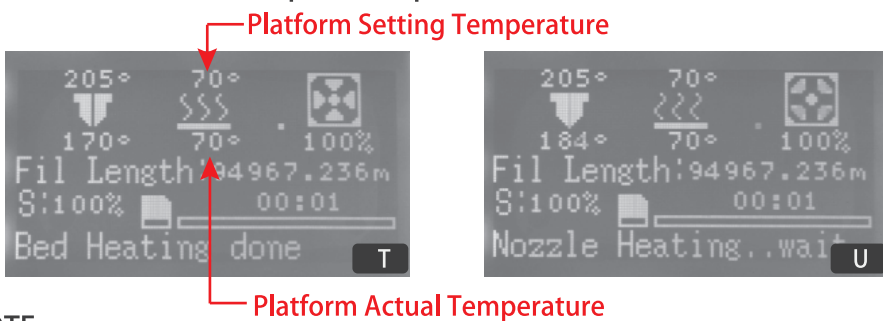 Platform Setting Temperature
205° 70°
170° 70° 100%
Fil Length:94967.236m
S:100% 00:01
Bed Heating done
T
205° 70°
184° 70° 100%
Fil Length:94967.236m
S:100% 00:01
Nozzle Heating..wait
U
Platform Actual Temperature